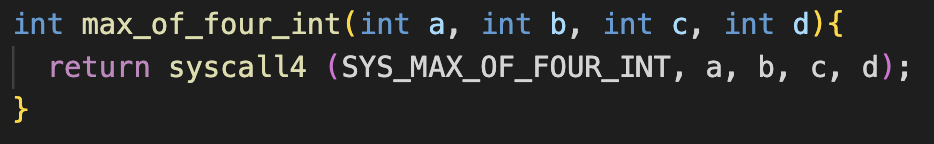 int max_of_four_int(int a, int b, int c, int d){
  return syscall4 (SYS_MAX_OF_FOUR_INT, a, b, c, d);
}